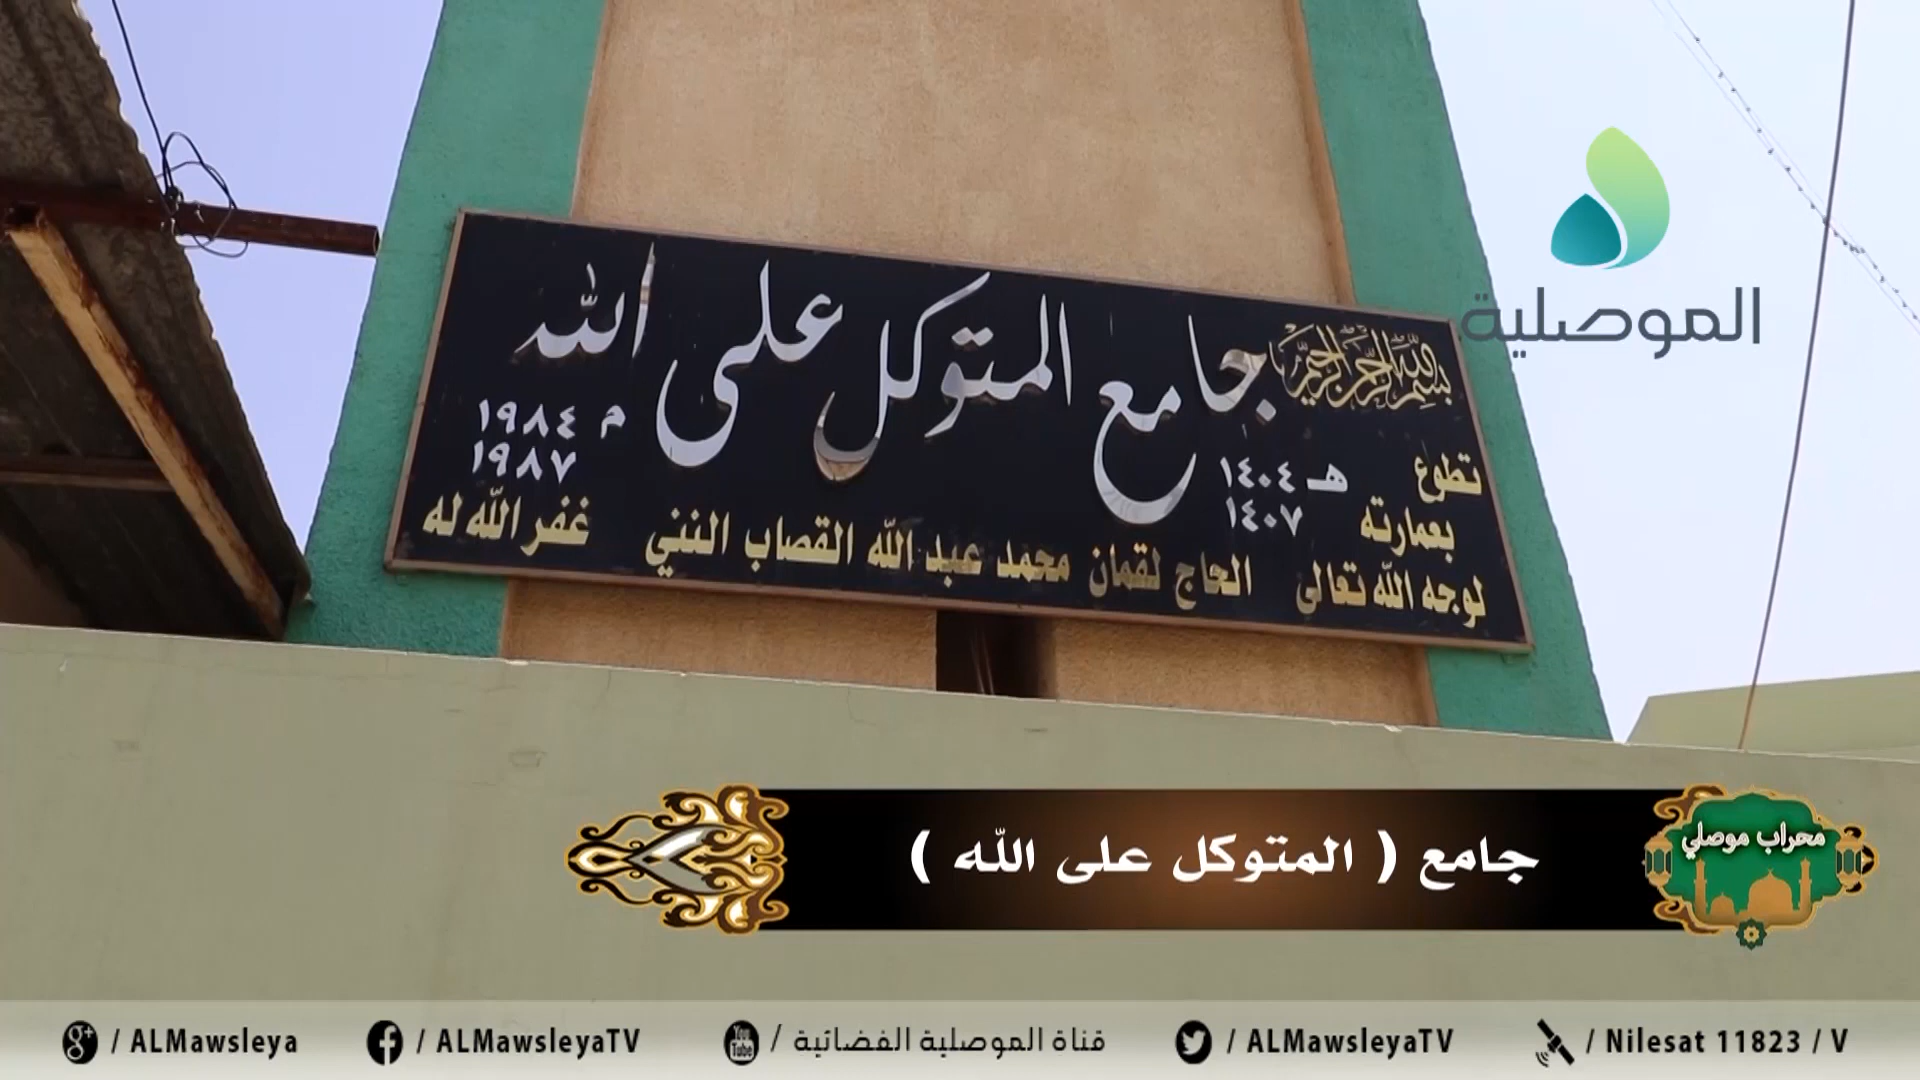 الموصلية
بسم الله الرحمن الرحيم
جامع المتوكل على الله
تطوع
هـ ١٤٠٤
م ١٩٨٤
بعمارته
١٤٠٧
١٩٨٧
لوجه الله تعالى الحاج لقمان محمد عبد الله القصاب النني غفر الله له
جامع ( المتوكل على الله )
محراب موصلي
/ ALMawsleya
/ ALMawsleyaTV
You Tube / قناة الموصلية الفضائية
/ ALMawsleyaTV
/ Nilesat 11823 / V